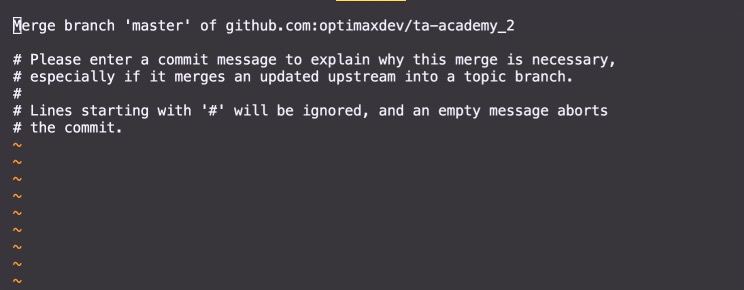 Merge branch 'master' of github.com:optimaxdev/ta-academy_2
# Please enter a commit message to explain why this merge is necessary,
# especially if it merges an updated upstream into a topic branch.
#
# Lines starting with '#' will be ignored, and an empty message aborts
# the commit.
~
~
~
~
~
~
~
~
~